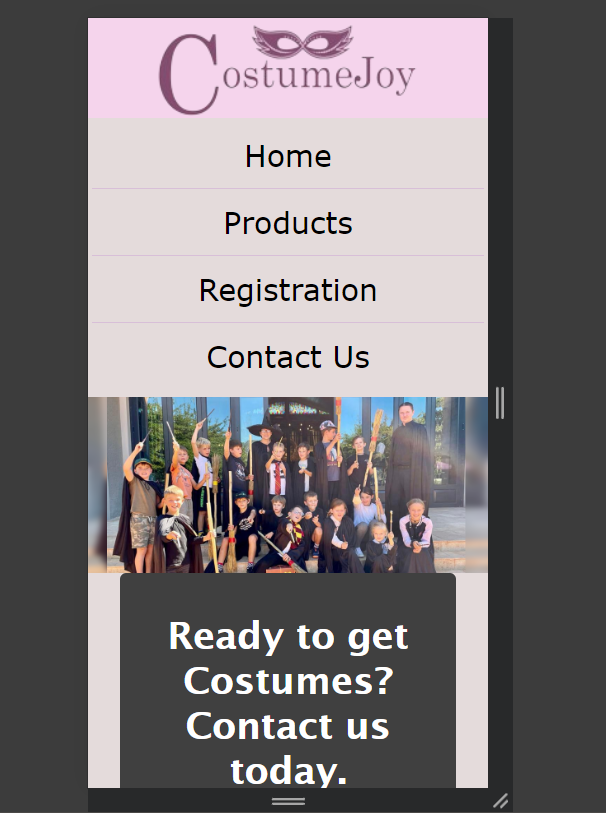 CostumeJoy
Home
Products
Registration
Contact Us
Ready to get
Costumes?
Contact us
today.